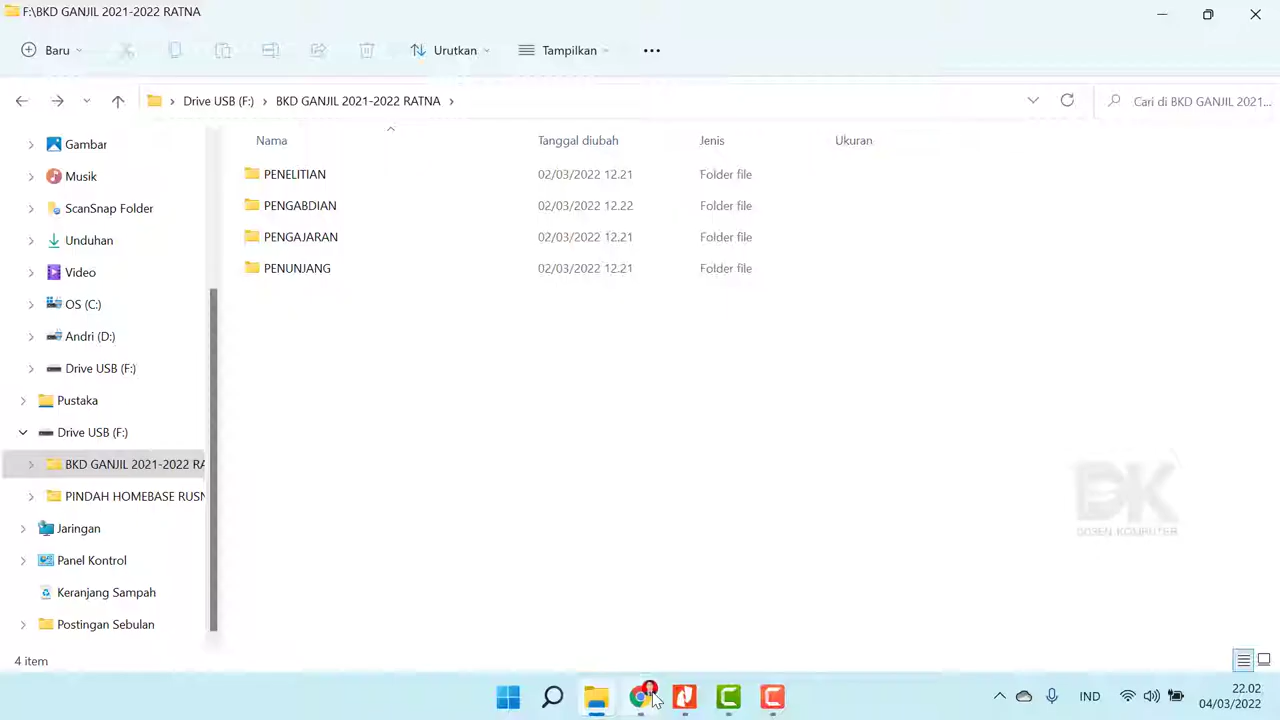 F:\BKD GANJIL 2021-2022 RATNA
Baru
Urutkan
Tampilkan
Drive USB (F:)
BKD GANJIL 2021-2022 RATNA
Cari di BKD GANJIL 2021...
Nama
Tanggal diubah
Jenis
Ukuran
PENELITIAN 02/03/2022 12.21 Folder file
PENGABDIAN 02/03/2022 12.22 Folder file
PENGAJARAN 02/03/2022 12.21 Folder file
PENUNJANG 02/03/2022 12.21 Folder file
Gambar
Musik
ScanSnap Folder
Unduhan
Video
OS (C:)
Andri (D:)
Drive USB (F:)
Pustaka
Drive USB (F:)
BKD GANJIL 2021-2022 RA
PINDAH HOMEBASE RUSN
Jaringan
Panel Kontrol
Keranjang Sampah
Postingan Sebulan
DK
DOSEN KOMPUTER
4 item
IND
22.02
04/03/2022